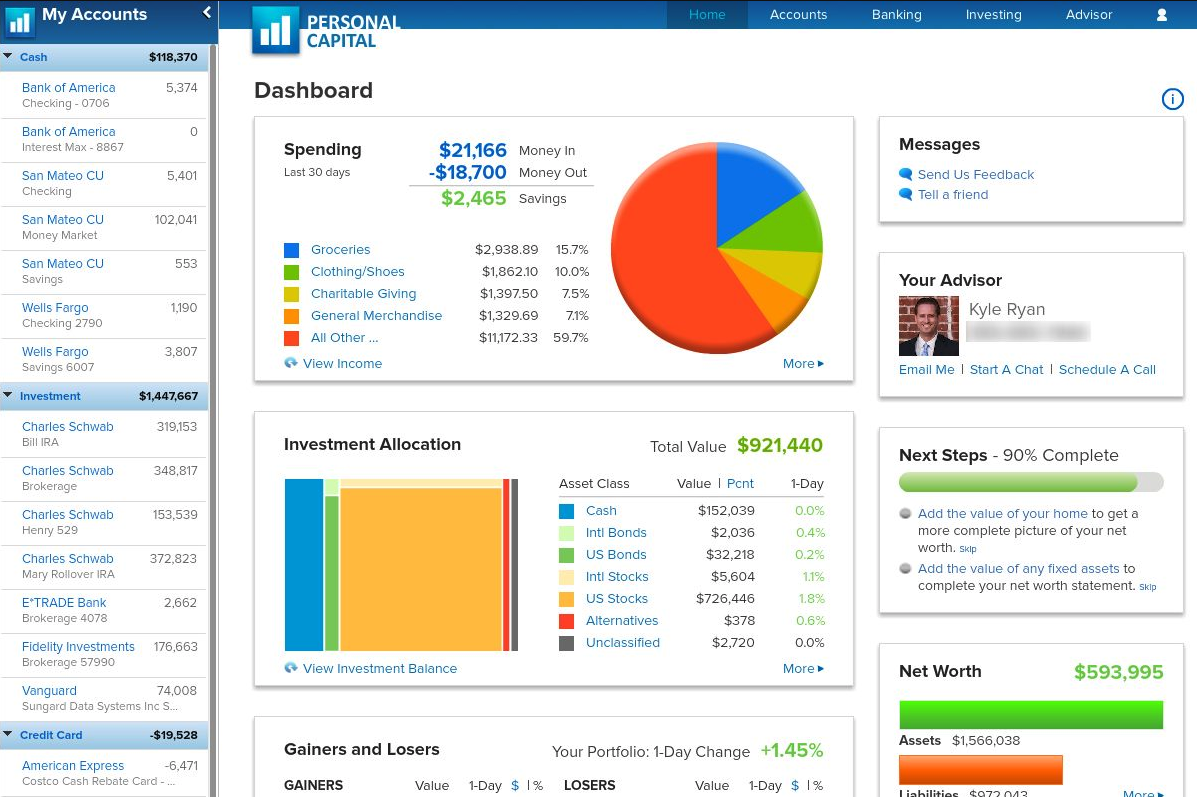 My Accounts
Cash $118,370
Bank of America 5,374
Checking - 0706
Bank of America 0
Interest Max - 8867
San Mateo CU 5,401
Checking
San Mateo CU 102,041
Money Market
San Mateo CU 553
Savings
Wells Fargo 1,190
Checking 2790
Wells Fargo 3,807
Savings 6007
Investment $1,447,667
Charles Schwab 319,153
Bill IRA
Charles Schwab 348,817
Brokerage
Charles Schwab 153,539
Henry 529
Charles Schwab 372,823
Mary Rollover IRA
E*TRADE Bank 2,662
Brokerage 4078
Fidelity Investments 176,663
Brokerage 57990
Vanguard 74,008
Sungard Data Systems Inc S...
Credit Card -$19,528
American Express -6,471
Costco Cash Rebate Card - ...
PERSONAL
CAPITAL
Home Accounts Banking Investing Advisor
Dashboard
i
Spending
Last 30 days
$21,166 Money In
-$18,700 Money Out
$2,465 Savings
Groceries $2,938.89 15.7%
Clothing/Shoes $1,862.10 10.0%
Charitable Giving $1,397.50 7.5%
General Merchandise $1,329.69 7.1%
All Other ... $11,172.33 59.7%
View Income More
Investment Allocation Total Value $921,440
Asset Class Value | Pcnt 1-Day
Cash $152,039 0.0%
Intl Bonds $2,036 0.4%
US Bonds $32,218 0.2%
Intl Stocks $5,604 1.1%
US Stocks $726,446 1.8%
Alternatives $378 0.6%
Unclassified $2,720 0.0%
View Investment Balance More
Gainers and Losers Your Portfolio: 1-Day Change +1.45%
GAINERS Value 1-Day $ | % LOSERS Value 1-Day $ | %
Messages
Send Us Feedback
Tell a friend
Your Advisor
Kyle Ryan
Email Me | Start A Chat | Schedule A Call
Next Steps - 90% Complete
Add the value of your home to get a
more complete picture of your net
worth. Skip
Add the value of any fixed assets to
complete your net worth statement. Skip
Net Worth $593,995
Assets $1,566,038
Liabilities $972,043 More